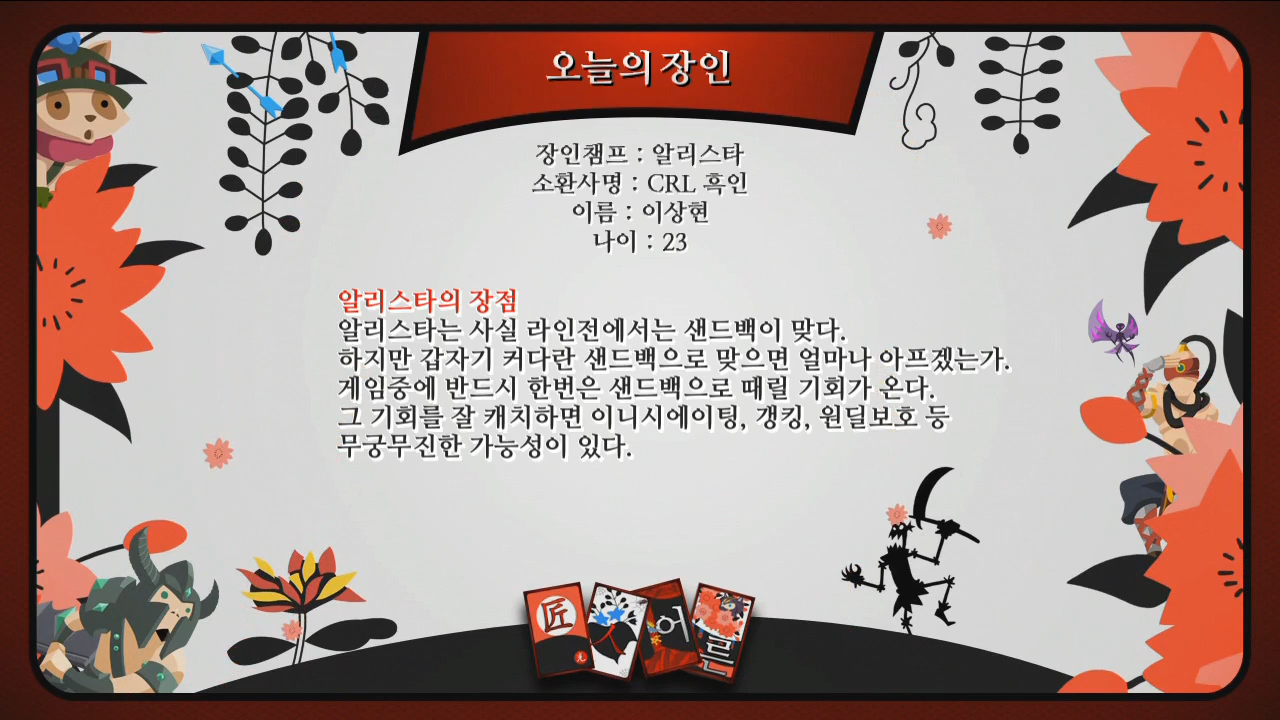 오늘의 장인
장인챔프 : 알리스타
소환사명 : CRL 흑인
이름 : 이상현
나이 : 23
알리스타의 장점
알리스타는 사실 라인전에서는 샌드백이 맞다.
하지만 갑자기 커다란 샌드백으로 맞으면 얼마나 아프겠는가.
게임중에 반드시 한번은 샌드백으로 때릴 기회가 온다.
그 기회를 잘 캐치하면 이니시에이팅, 갱킹, 원딜보호 등
무궁무진한 가능성이 있다.
匠 人 어 른